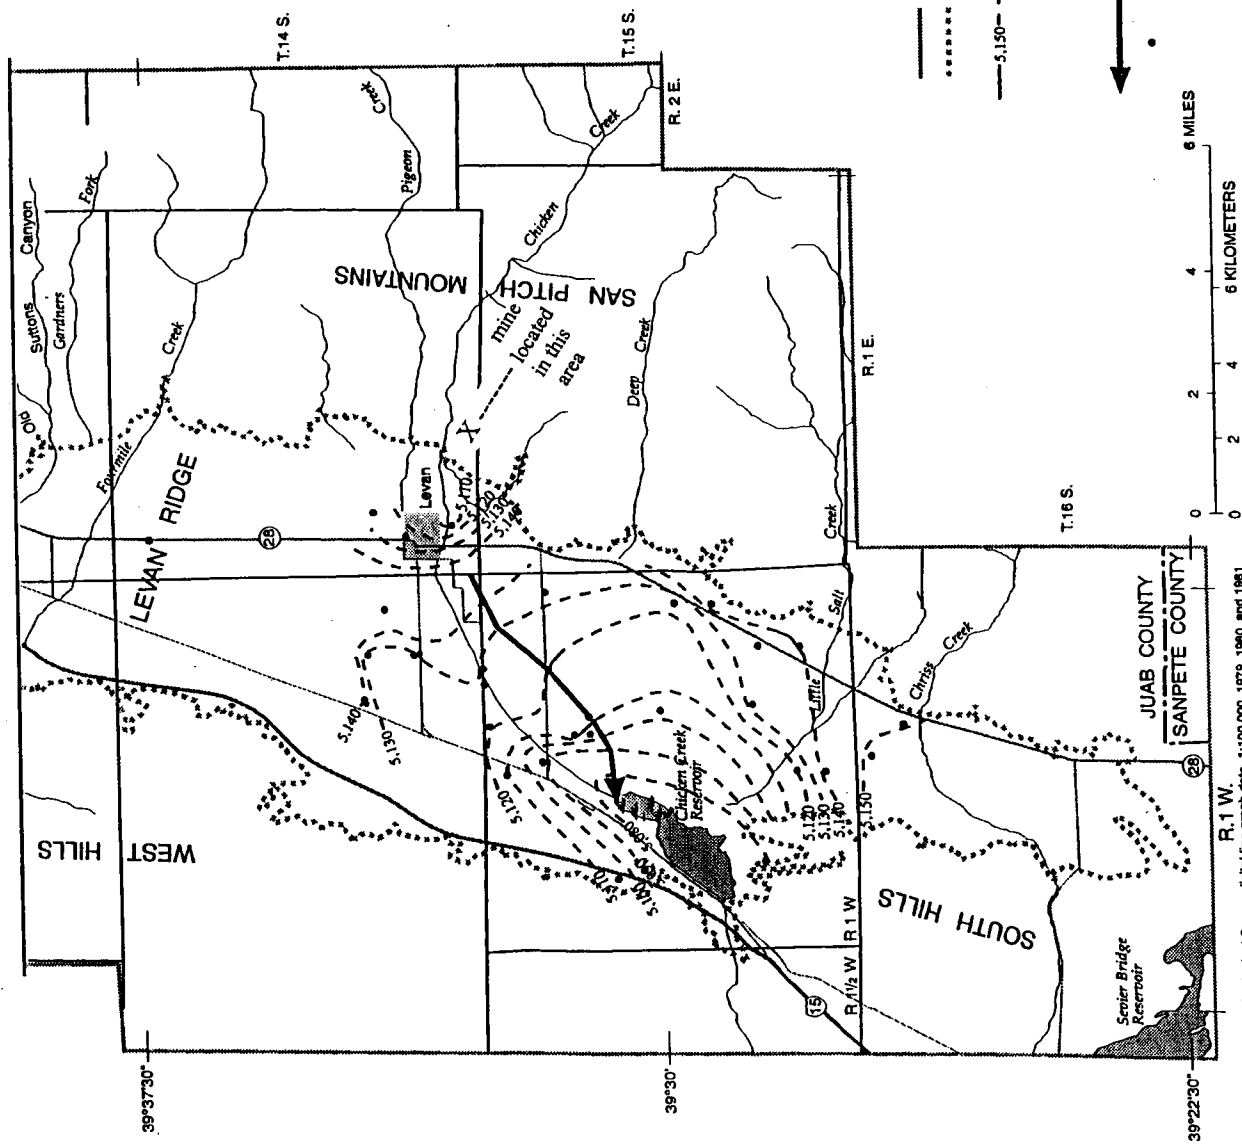 T.14 S.
T.15 S.
R. 2 E.
Old
Suttons
Canyon
Gardners
Fork
Creek
Fourmile
LEVAN RIDGE
WEST HILLS
28
Pigeon
Creek
Levan
SAN PITCH MOUNTAINS
Chicken
Creek
mine
located
in this
area
X
5,110
5,120
5,130
5,140
5,140
5,130
5,120
5,080
Deep
Creek
Chicken Creek
Reservoir
Little
Salt
Creek
5,120
5,130
5,140
5,150
R.1 E.
Chriss
Creek
SOUTH HILLS
R.1½ W
R.1 W
15
T.16 S.
JUAB COUNTY
SANPETE COUNTY
28
R.1 W.
Sevier Bridge
Reservoir
39°37'30"
39°30'
39°22'30"
0 2 4 6 MILES
0 2 4 6 KILOMETERS
5,150